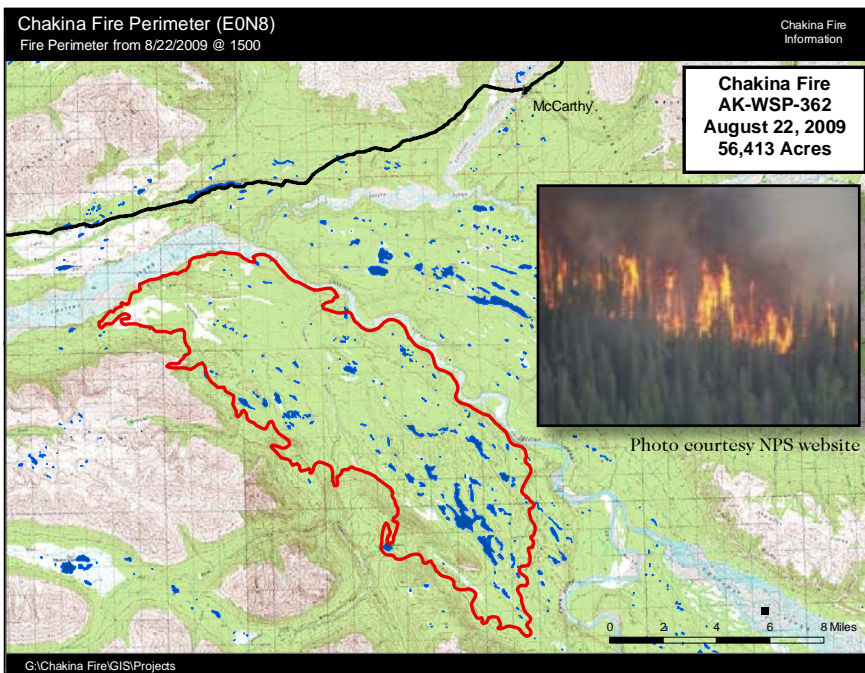 Chakina Fire Perimeter (E0N8)
Fire Perimeter from 8/22/2009 @ 1500
Chakina Fire
Information
Chakina Fire
AK-WSP-362
August 22, 2009
56,413 Acres
McCarthy
Photo courtesy NPS website
0 2 4 6 8 Miles
G:\Chakina Fire\GIS\Projects